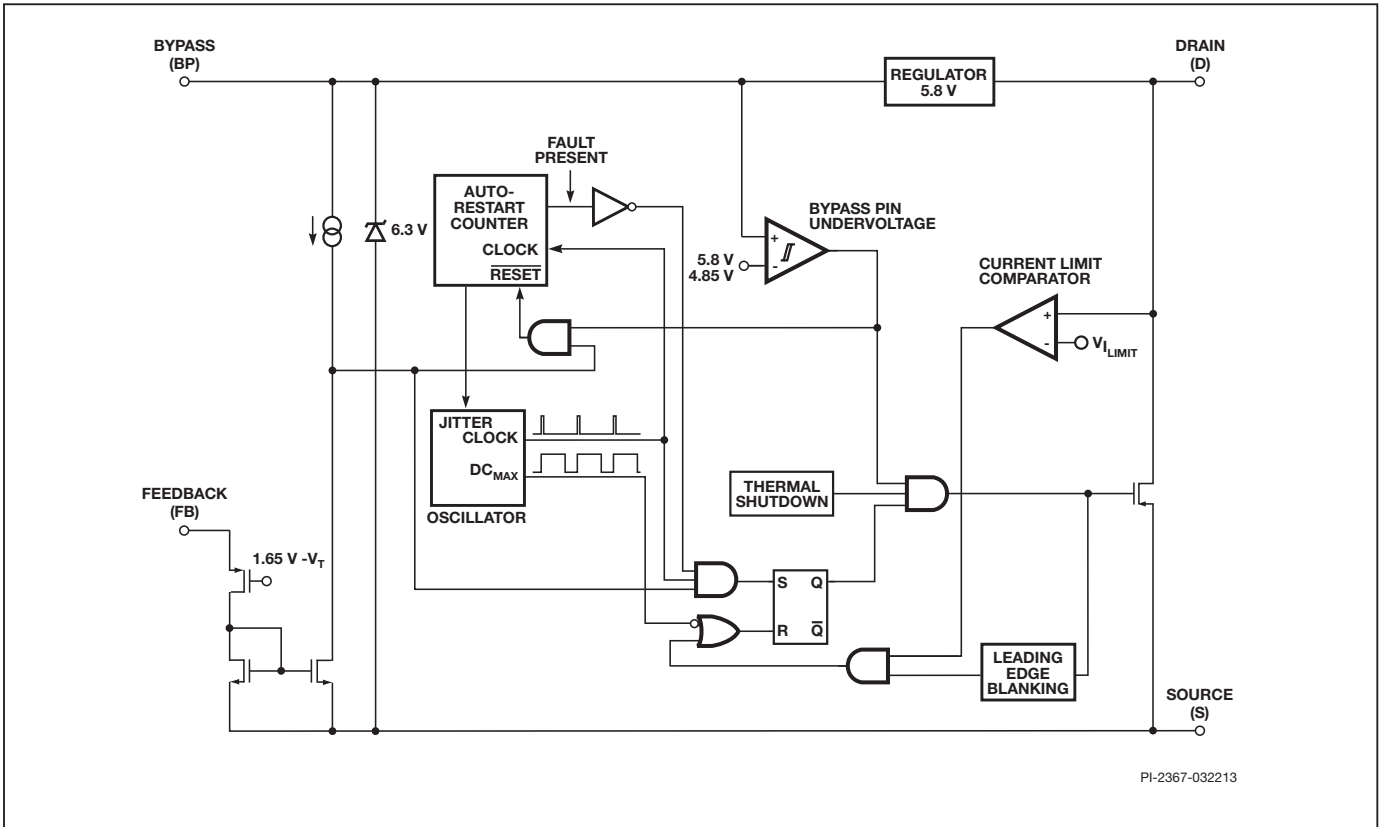 BYPASS
(BP)
DRAIN
(D)
REGULATOR
5.8 V
FAULT
PRESENT
AUTO-
RESTART
COUNTER
CLOCK
RESET
6.3 V
BYPASS PIN
UNDERVOLTAGE
+
-
5.8 V
4.85 V
CURRENT LIMIT
COMPARATOR
+
-
VILIMIT
JITTER
CLOCK
DCMAX
OSCILLATOR
THERMAL
SHUTDOWN
FEEDBACK
(FB)
1.65 V -VT
S Q
R Q̅
LEADING
EDGE
BLANKING
SOURCE
(S)
PI-2367-032213